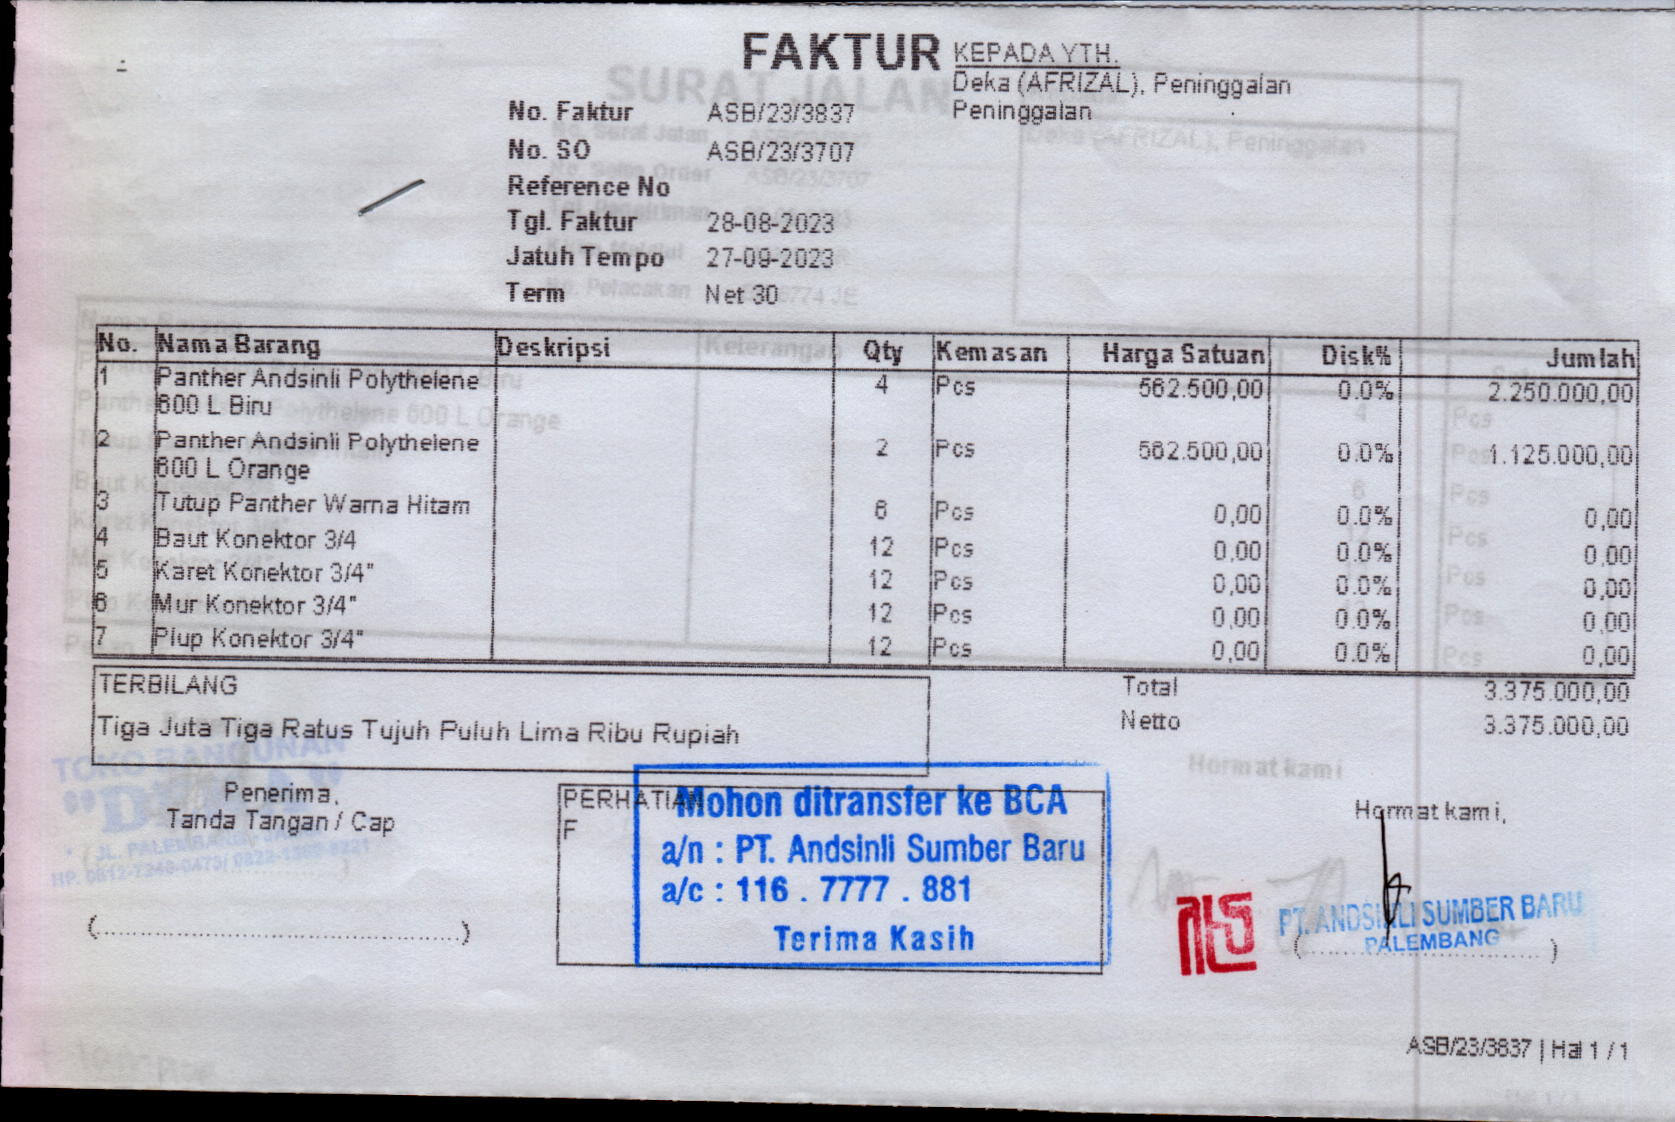 FAKTUR
KEPADA YTH.
Deka (AFRIZAL), Peninggalan
Peninggalan
No. Faktur ASB/23/3837
No. SO ASB/23/3707
Reference No
Tgl. Faktur 28-08-2023
Jatuh Tempo 27-09-2023
Term Net 30
No. Nama Barang Deskripsi Qty Kemasan Harga Satuan Disk% Jumlah
1 Panther Andsinli Polythelene 4 Pcs 562.500,00 0.0% 2.250.000,00
600 L Biru
2 Panther Andsinli Polythelene 2 Pcs 562.500,00 0.0% 1.125.000,00
600 L Orange
3 Tutup Panther Warna Hitam 6 Pcs 0,00 0.0% 0,00
4 Baut Konektor 3/4 12 Pcs 0,00 0.0% 0,00
5 Karet Konektor 3/4" 12 Pcs 0,00 0.0% 0,00
6 Mur Konektor 3/4" 12 Pcs 0,00 0.0% 0,00
7 Plup Konektor 3/4" 12 Pcs 0,00 0.0% 0,00
TERBILANG
Tiga Juta Tiga Ratus Tujuh Puluh Lima Ribu Rupiah
Total 3.375.000,00
Netto 3.375.000,00
Penerima,
Tanda Tangan / Cap
PERHATIAN
F
Mohon ditransfer ke BCA
a/n : PT. Andsinli Sumber Baru
a/c : 116 . 7777 . 881
Terima Kasih
Hormat kami,
PT. ANDSINLI SUMBER BARU
PALEMBANG
ASB/23/3837 | Hal 1 / 1